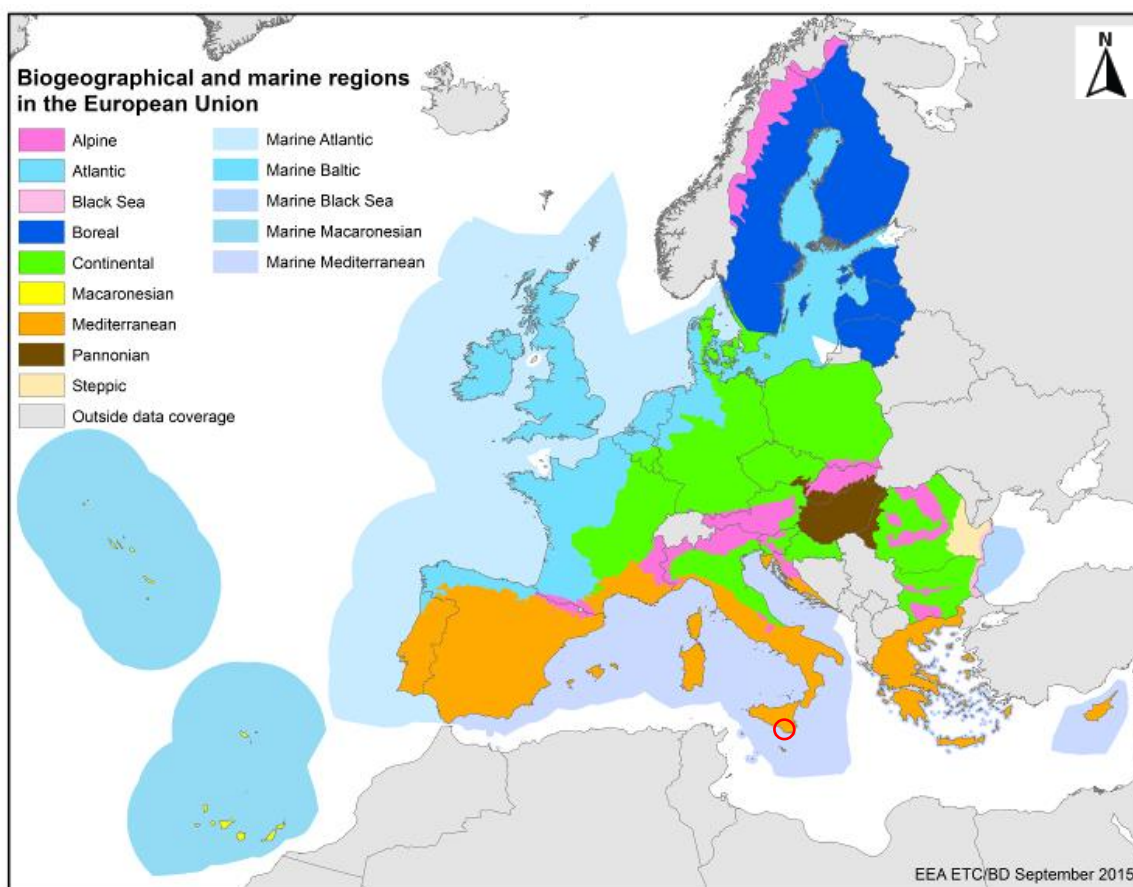 Biogeographical and marine regions
in the European Union
Alpine
Atlantic
Black Sea
Boreal
Continental
Macaronesian
Mediterranean
Pannonian
Steppic
Outside data coverage
Marine Atlantic
Marine Baltic
Marine Black Sea
Marine Macaronesian
Marine Mediterranean
N
EEA ETC/BD September 2015